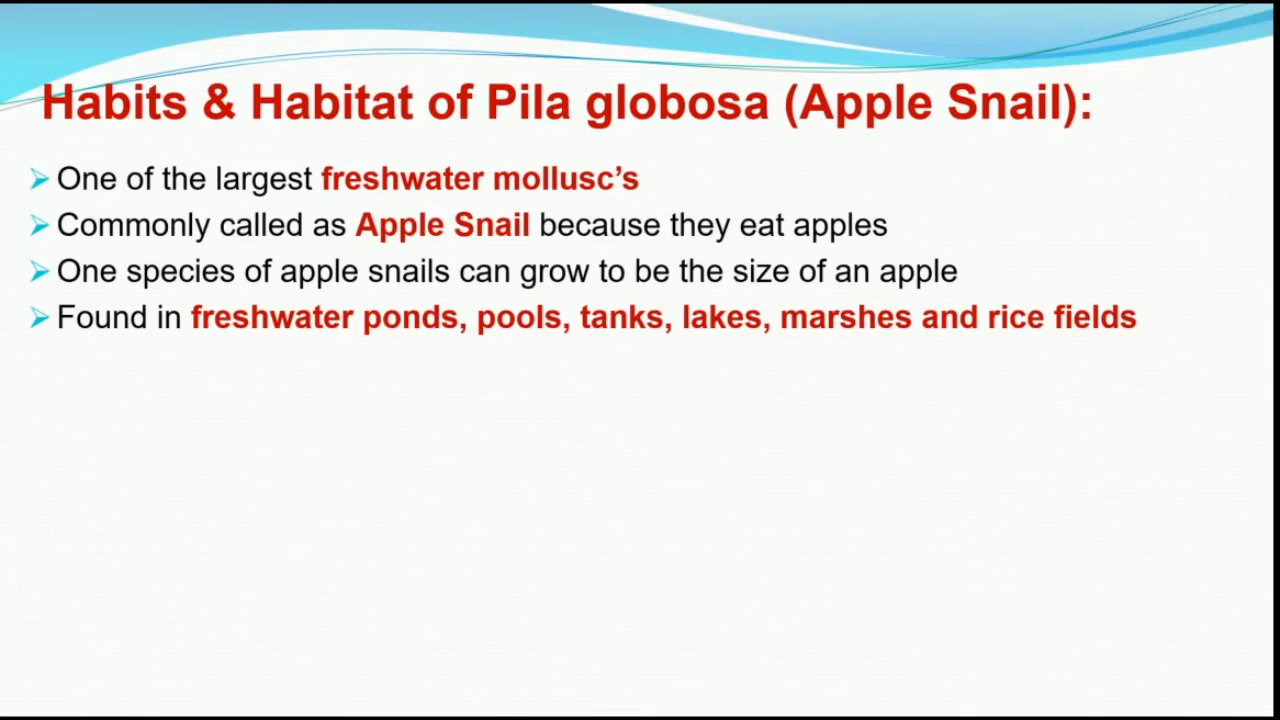 Habits & Habitat of Pila globosa (Apple Snail):
One of the largest freshwater mollusc’s
Commonly called as Apple Snail because they eat apples
One species of apple snails can grow to be the size of an apple
Found in freshwater ponds, pools, tanks, lakes, marshes and rice fields